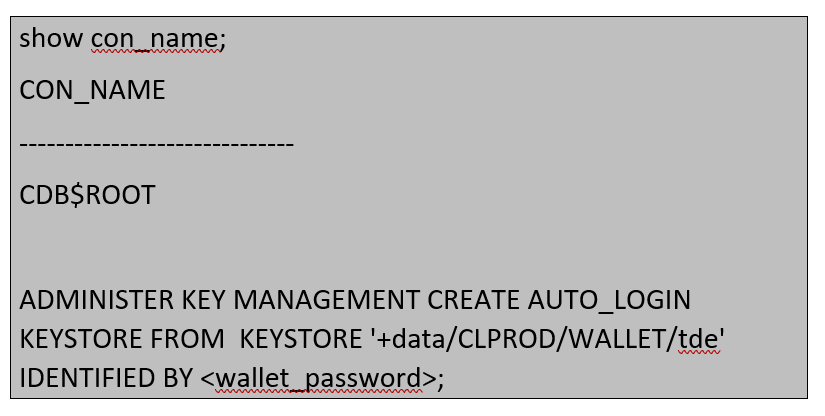 show con_name;
CON_NAME
------------------------------
CDB$ROOT
ADMINISTER KEY MANAGEMENT CREATE AUTO_LOGIN
KEYSTORE FROM  KEYSTORE '+data/CLPROD/WALLET/tde'
IDENTIFIED BY <wallet_password>;